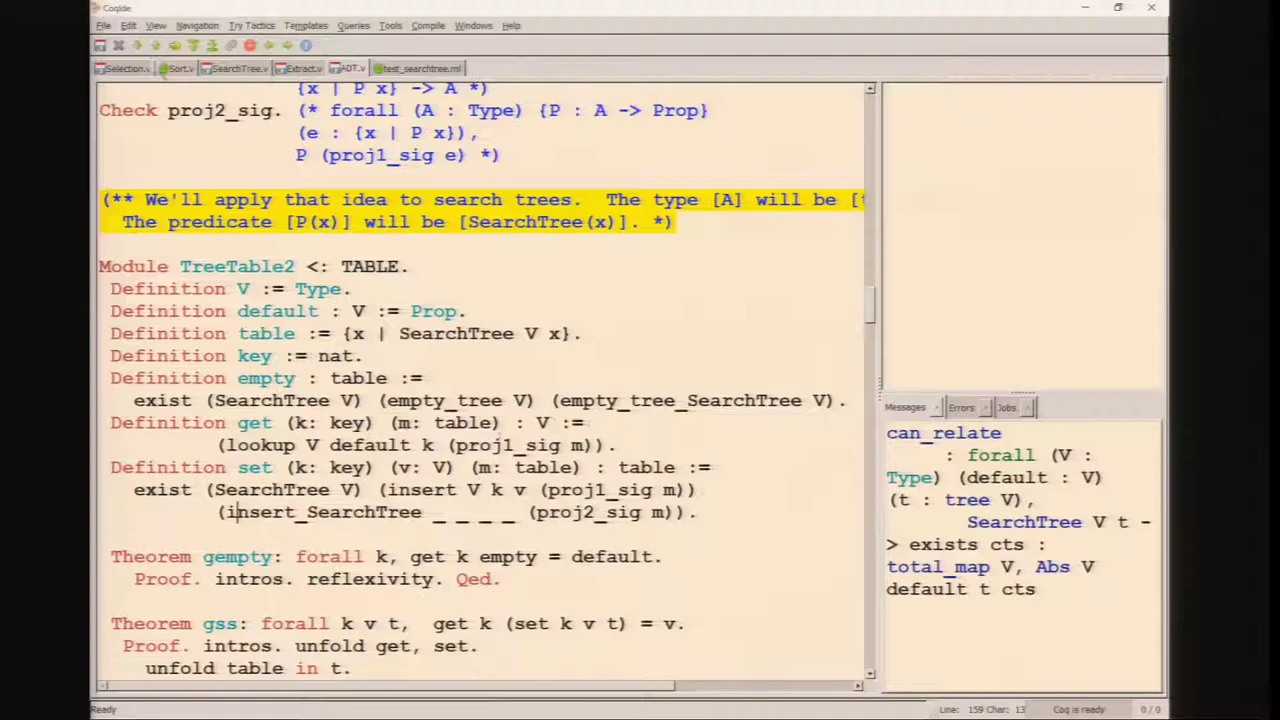 CoqIde
File Edit View Navigation Try Tactics Templates Queries Tools Compile Windows Help
Selection.v Sort.v SearchTree.v Extract.v ADT.v test_searchtree.ml
{x | P x} -> A *)
Check proj2_sig. (* forall (A : Type) {P : A -> Prop}
(e : {x | P x}),
P (proj1_sig e) *)
(** We'll apply that idea to search trees. The type [A] will be [
The predicate [P(x)] will be [SearchTree(x)]. *)
Module TreeTable2 <: TABLE.
Definition V := Type.
Definition default : V := Prop.
Definition table := {x | SearchTree V x}.
Definition key := nat.
Definition empty : table :=
exist (SearchTree V) (empty_tree V) (empty_tree_SearchTree V).
Definition get (k: key) (m: table) : V :=
(lookup V default k (proj1_sig m)).
Definition set (k: key) (v: V) (m: table) : table :=
exist (SearchTree V) (insert V k v (proj1_sig m))
(insert_SearchTree _ _ _ _ (proj2_sig m)).
Theorem gempty: forall k, get k empty = default.
Proof. intros. reflexivity. Qed.
Theorem gss: forall k v t, get k (set k v t) = v.
Proof. intros. unfold get, set.
unfold table in t.
Messages Errors Jobs
can_relate
: forall (V :
Type) (default : V)
(t : tree V),
SearchTree V t -
> exists cts :
total_map V, Abs V
default t cts
Ready Line: 159 Char: 13 Coq is ready 0 / 0